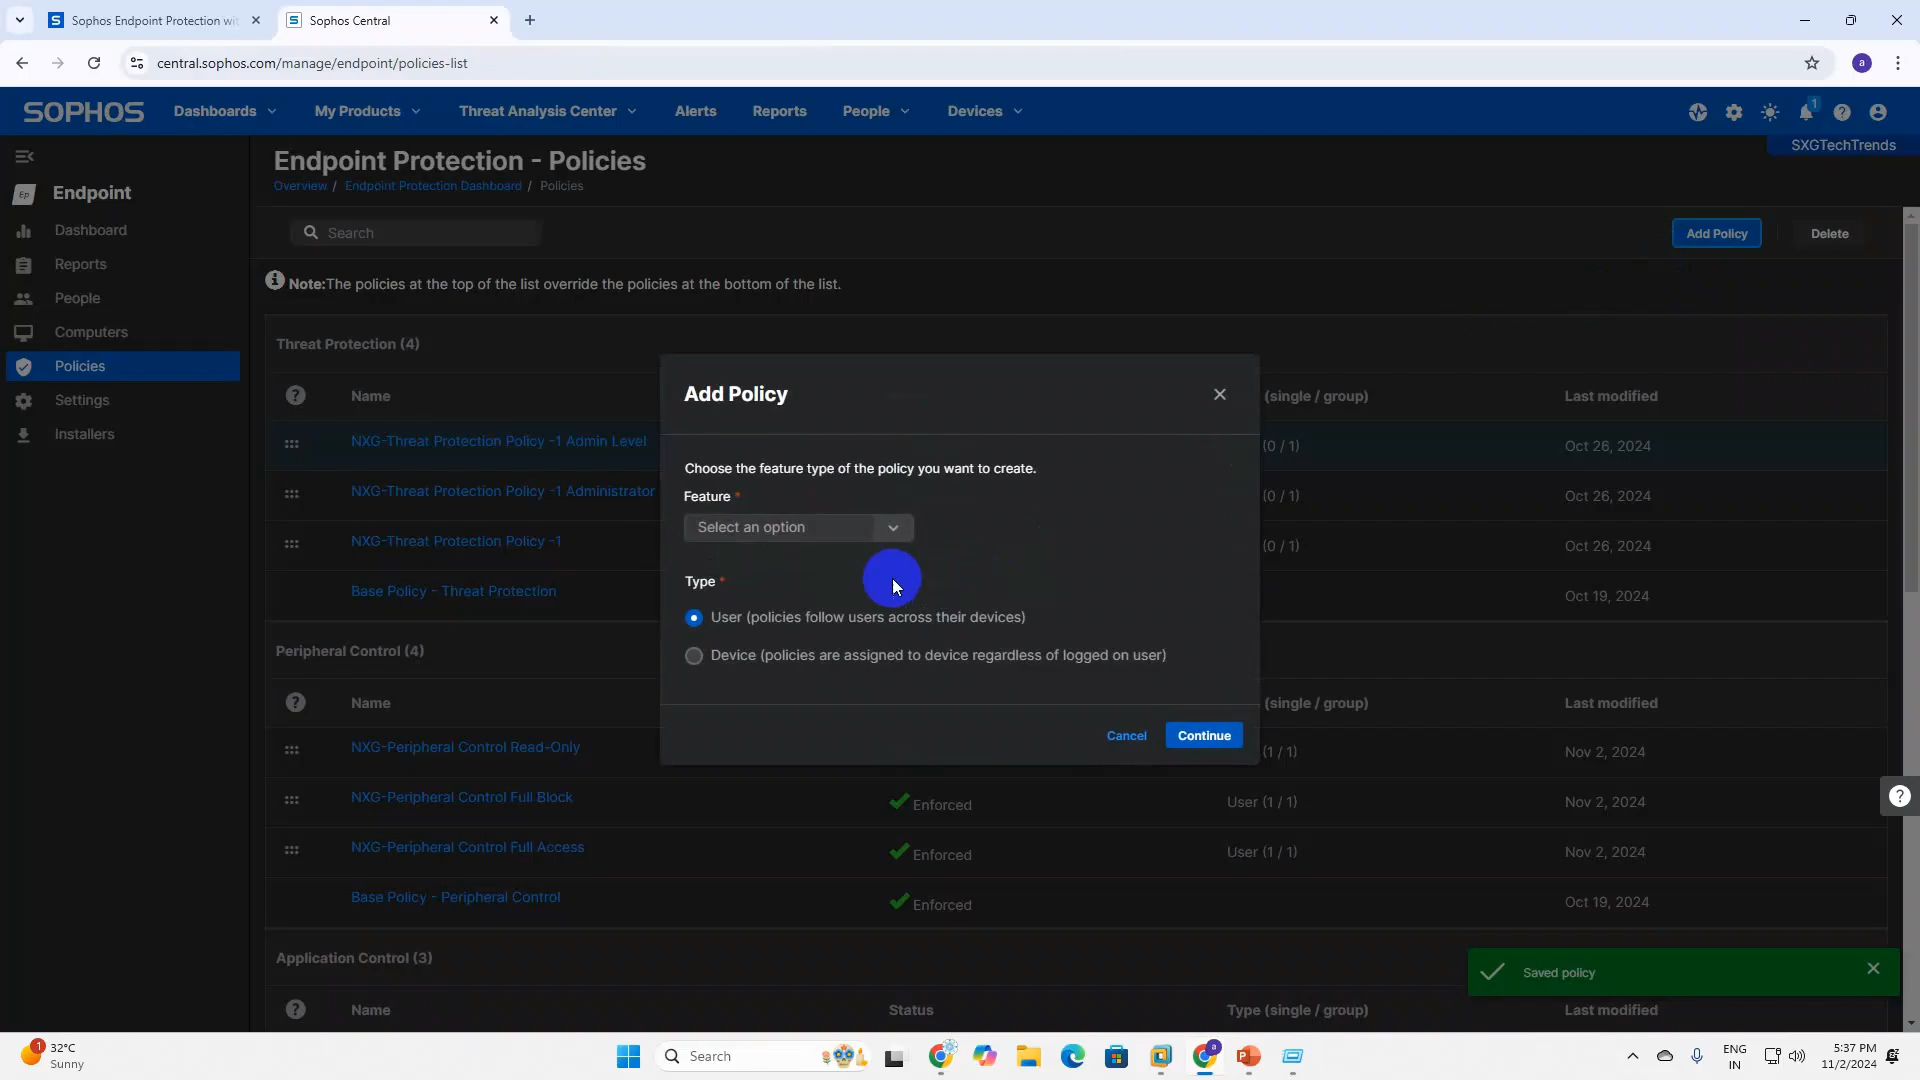 Sophos Endpoint Protection wit
Sophos Central
central.sophos.com/manage/endpoint/policies-list
a
SOPHOS
Dashboards
My Products
Threat Analysis Center
Alerts
Reports
People
Devices
1
SXGTechTrends
Endpoint Protection - Policies
Overview / Endpoint Protection Dashboard / Policies
Ep Endpoint
Dashboard
Reports
People
Computers
Policies
Settings
Installers
Search
Add Policy
Delete
Note:The policies at the top of the list override the policies at the bottom of the list.
Threat Protection (4)
Name (single / group) Last modified
NXG-Threat Protection Policy -1 Admin Level (0 / 1) Oct 26, 2024
NXG-Threat Protection Policy -1 Administrator (0 / 1) Oct 26, 2024
NXG-Threat Protection Policy -1 (0 / 1) Oct 26, 2024
Base Policy - Threat Protection Oct 19, 2024
Add Policy
Choose the feature type of the policy you want to create.
Feature *
Select an option
Type *
User (policies follow users across their devices)
Device (policies are assigned to device regardless of logged on user)
Cancel
Continue
Peripheral Control (4)
Name (single / group) Last modified
NXG-Peripheral Control Read-Only (1 / 1) Nov 2, 2024
NXG-Peripheral Control Full Block Enforced User (1 / 1) Nov 2, 2024
NXG-Peripheral Control Full Access Enforced User (1 / 1) Nov 2, 2024
Base Policy - Peripheral Control Enforced Oct 19, 2024
Application Control (3)
Name Status Type (single / group) Last modified
Saved policy
1
32°C
Sunny
Search
a
ENG
IN
5:37 PM
11/2/2024